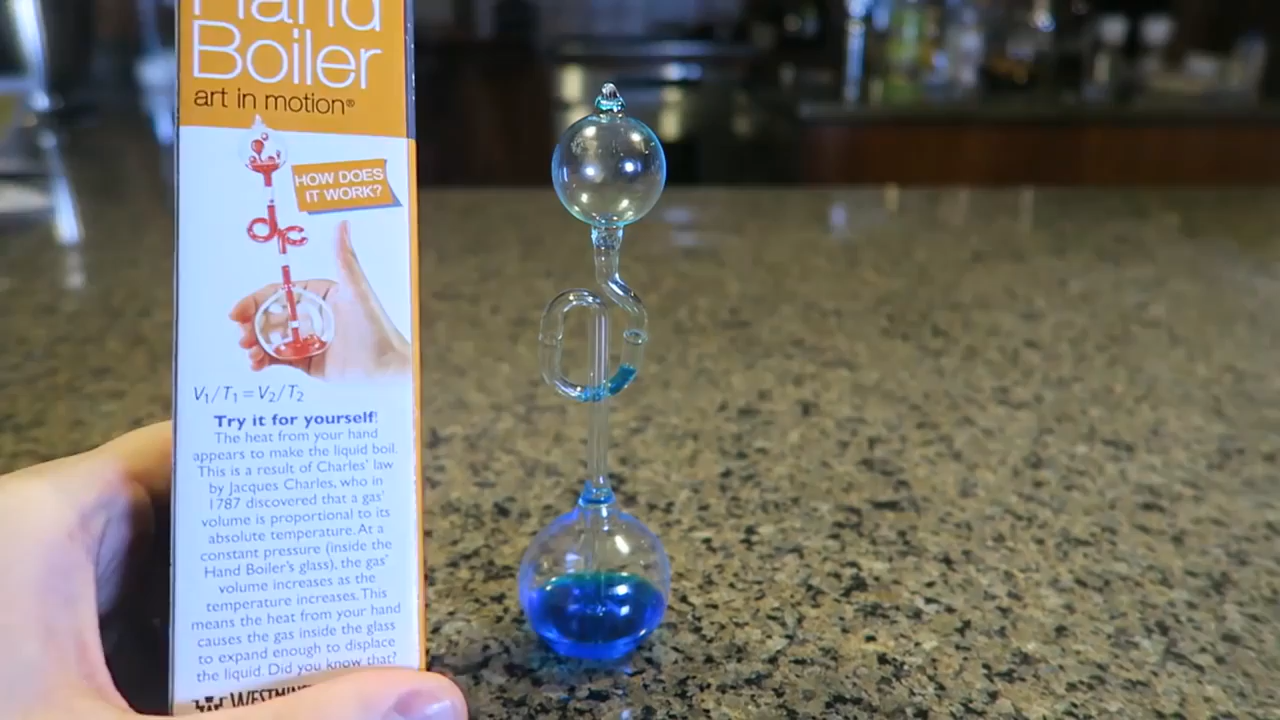 Hand
Boiler
art in motion®
HOW DOES
IT WORK?
V1/T1 = V2/T2
Try it for yourself!
The heat from your hand
appears to make the liquid boil.
This is a result of Charles' law
by Jacques Charles, who in
1787 discovered that a gas'
volume is proportional to its
absolute temperature. At a
constant pressure (inside the
Hand Boiler's glass), the gas'
volume increases as the
temperature increases. This
means the heat from your hand
causes the gas inside the glass
to expand enough to displace
the liquid. Did you know that?